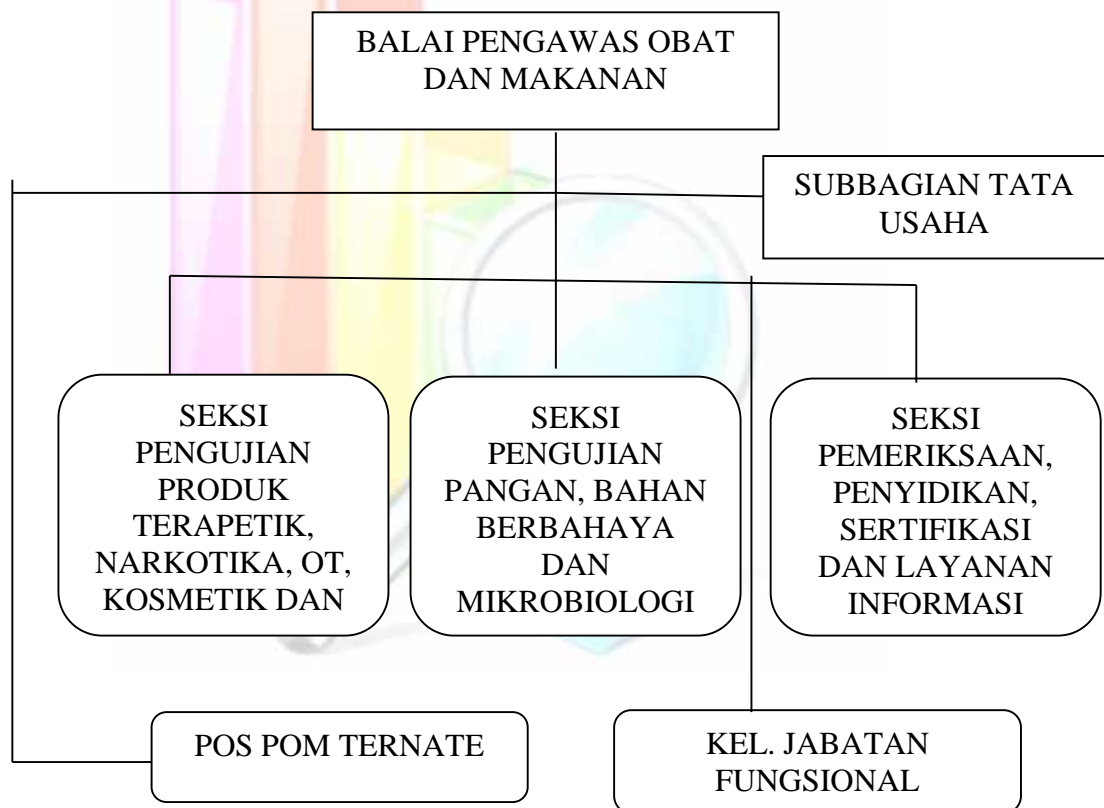 BALAI PENGAWAS OBAT
DAN MAKANAN
SUBBAGIAN TATA
USAHA
SEKSI
PENGUJIAN
PRODUK
TERAPETIK,
NARKOTIKA, OT,
KOSMETIK DAN
SEKSI
PENGUJIAN
PANGAN, BAHAN
BERBAHAYA
DAN
MIKROBIOLOGI
SEKSI
PEMERIKSAAN,
PENYIDIKAN,
SERTIFIKASI
DAN LAYANAN
INFORMASI
POS POM TERNATE
KEL. JABATAN
FUNGSIONAL